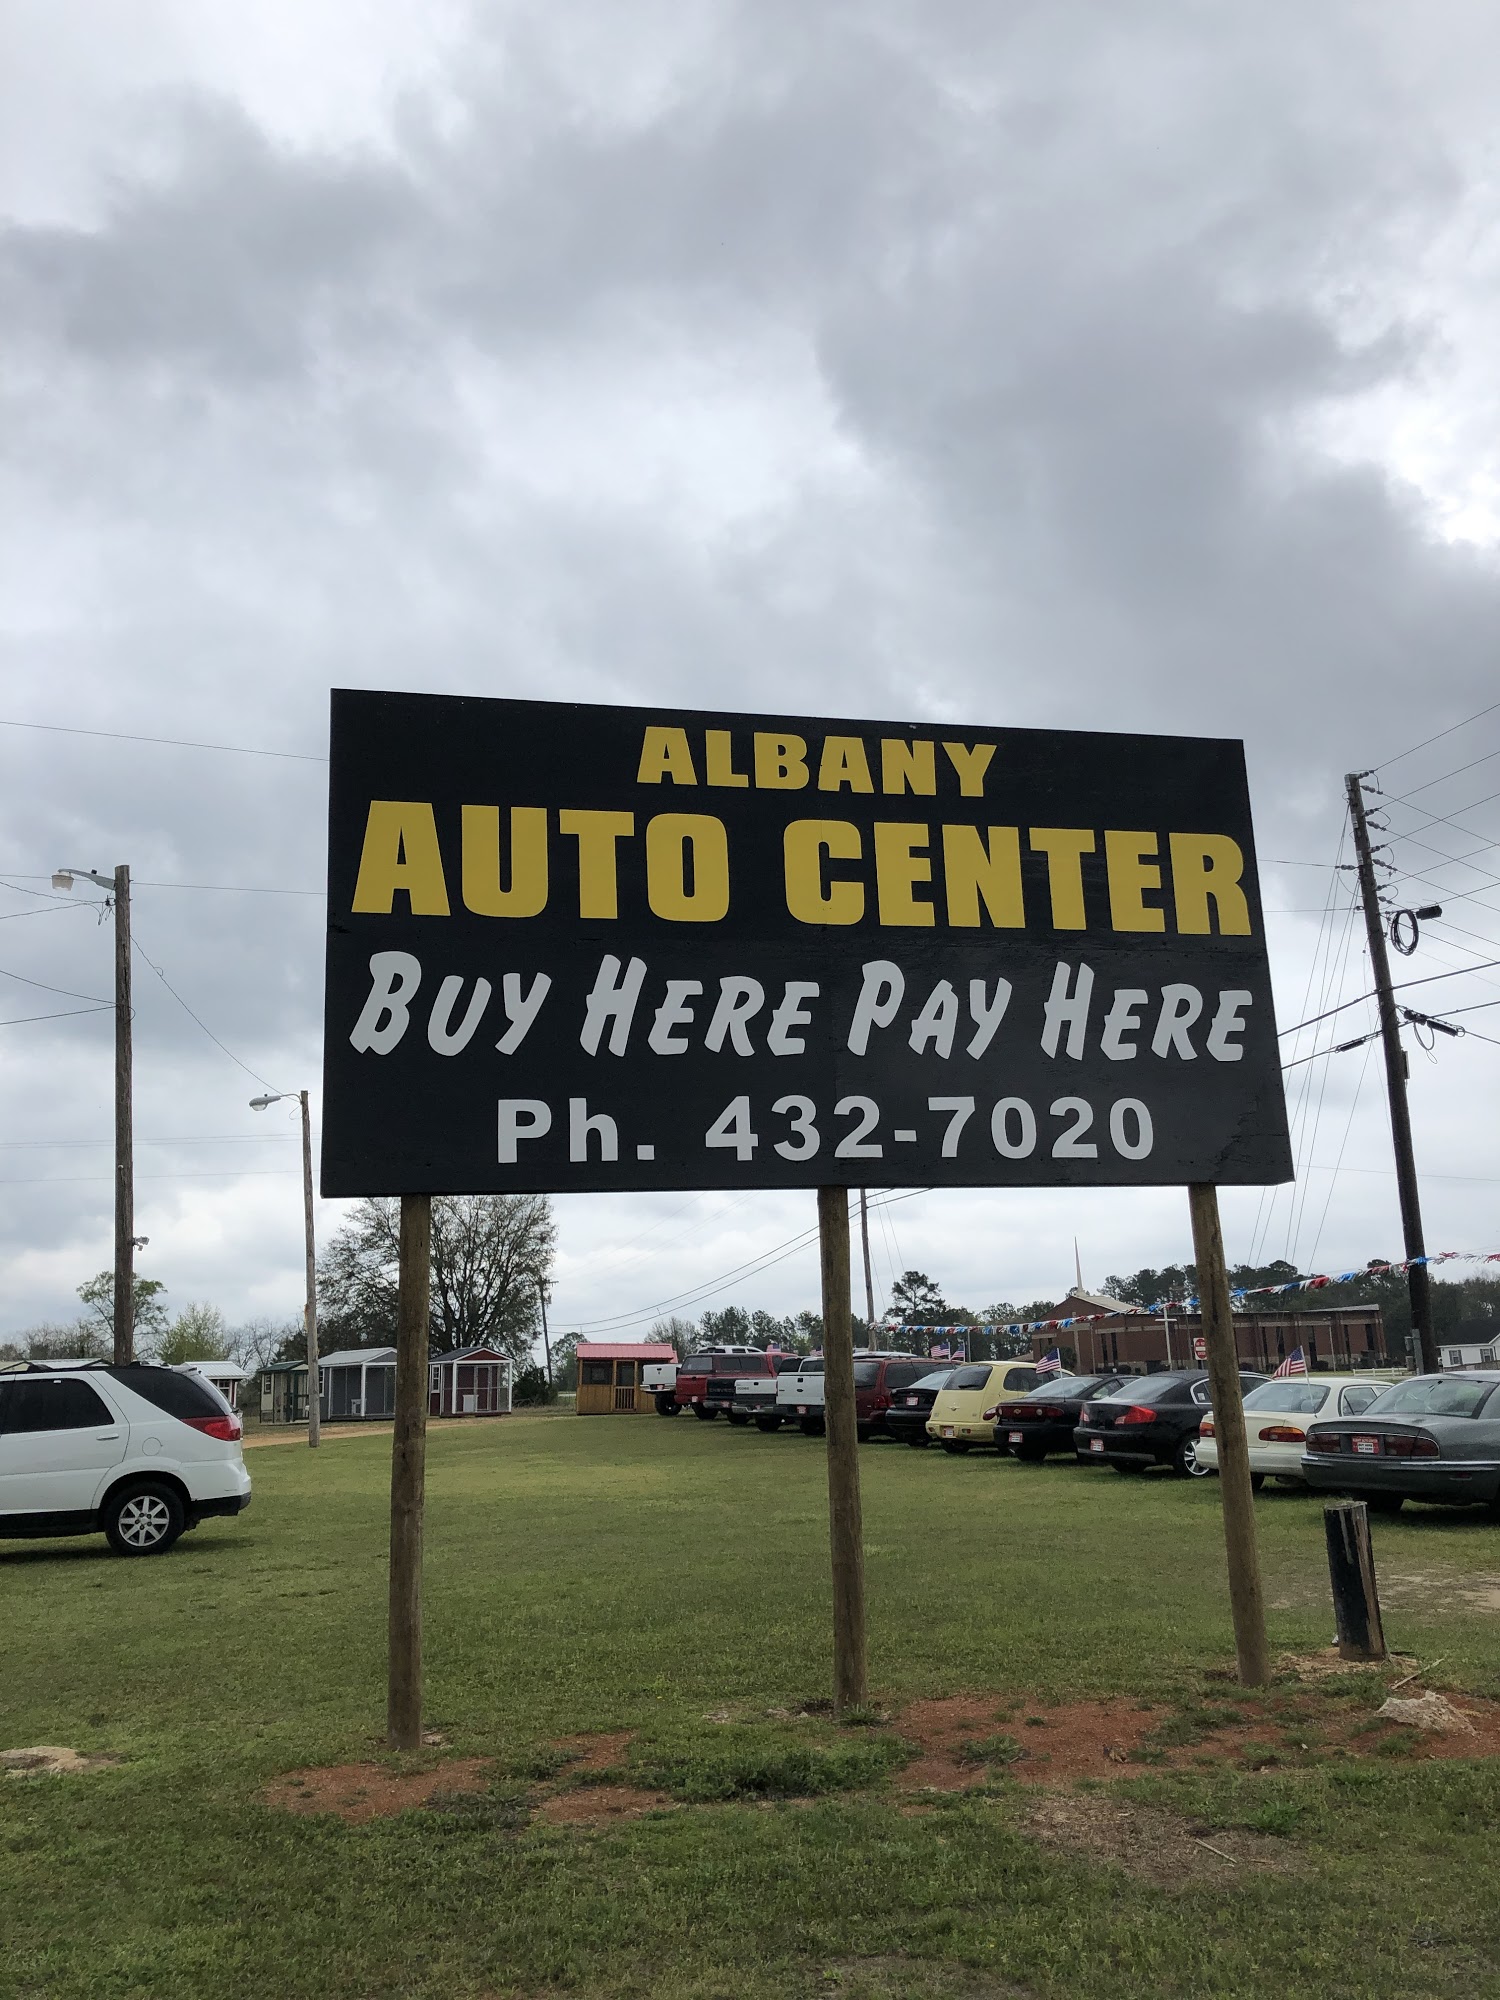 ALBANY
AUTO CENTER
BUY HERE PAY HERE
Ph. 432-7020